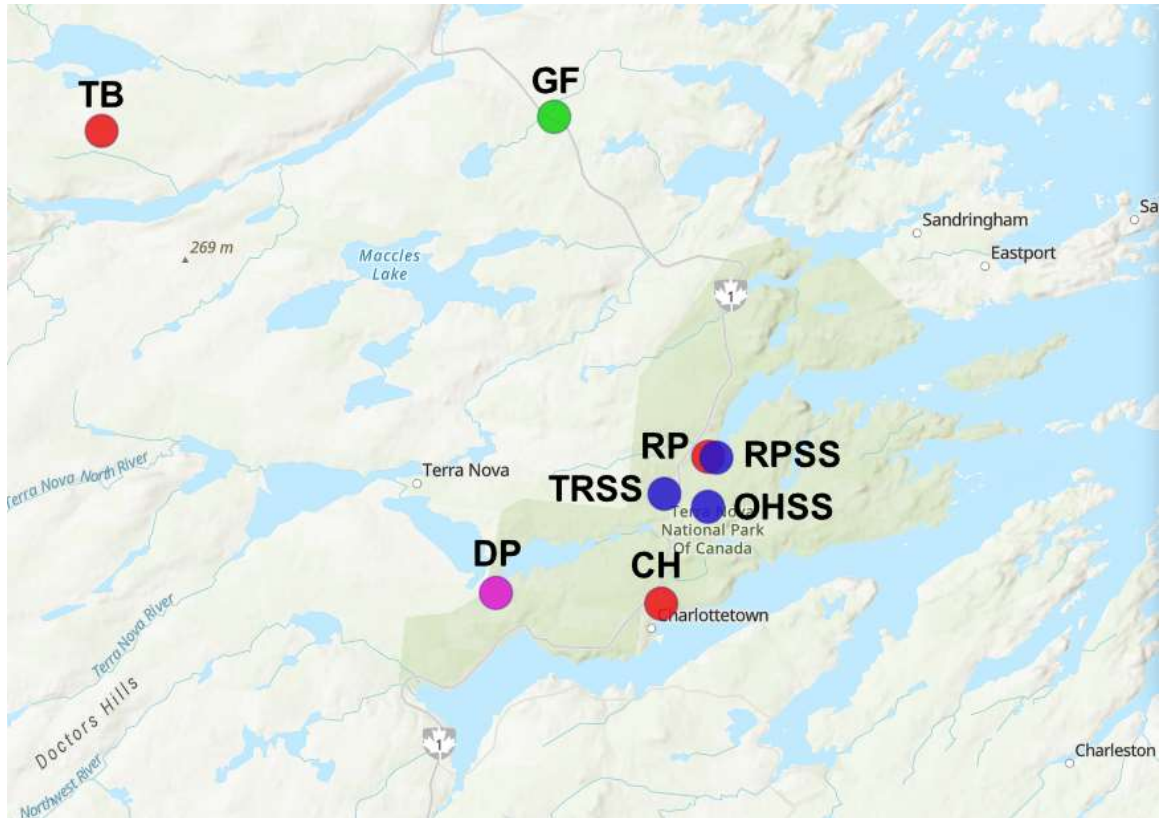 TB
GF
Sa
Sandringham
Eastport
269 m
Maccles
Lake
1
RP
RPSS
Terra Nova North River
Terra Nova
TRSS
OHSS
Terra Nova
National Park
Of Canada
DP
CH
Charlottetown
Terra Nova River
Doctors Hills
1
Charleston
Northwest River